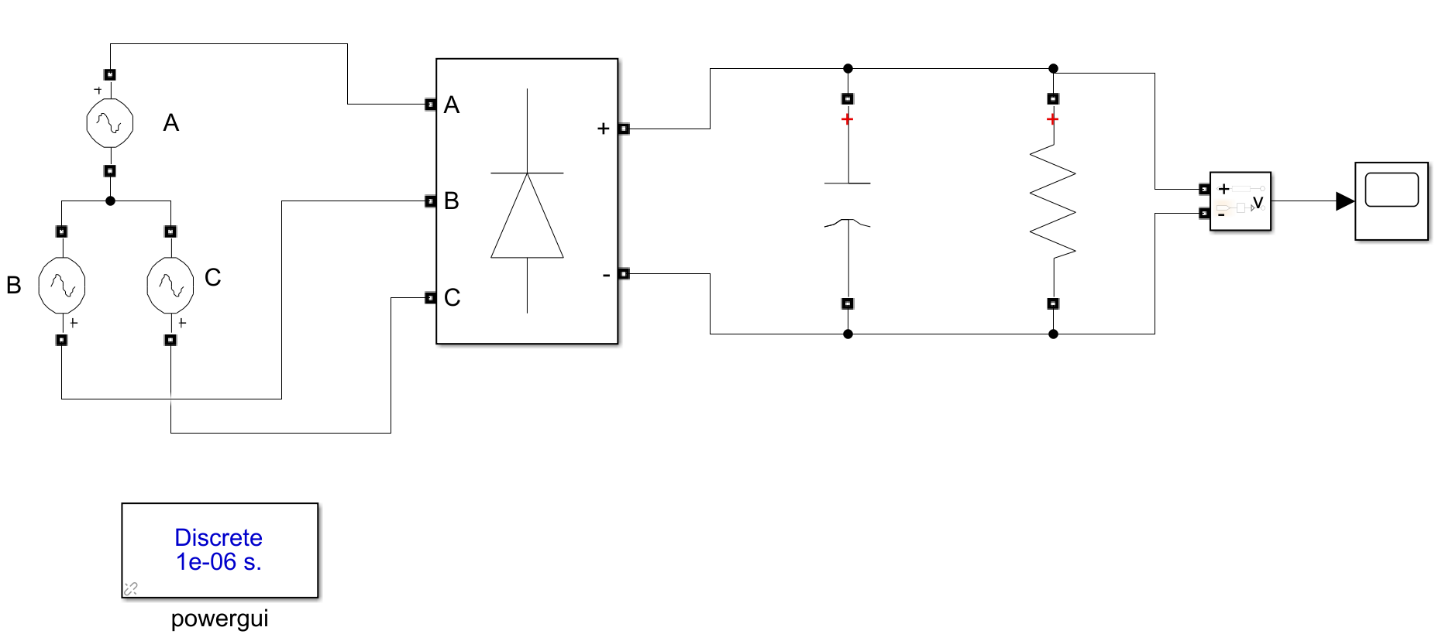 +
A
B
+
C
+
A
B
C
+
-
+
+
+
-
v
Discrete
1e-06 s.
powergui